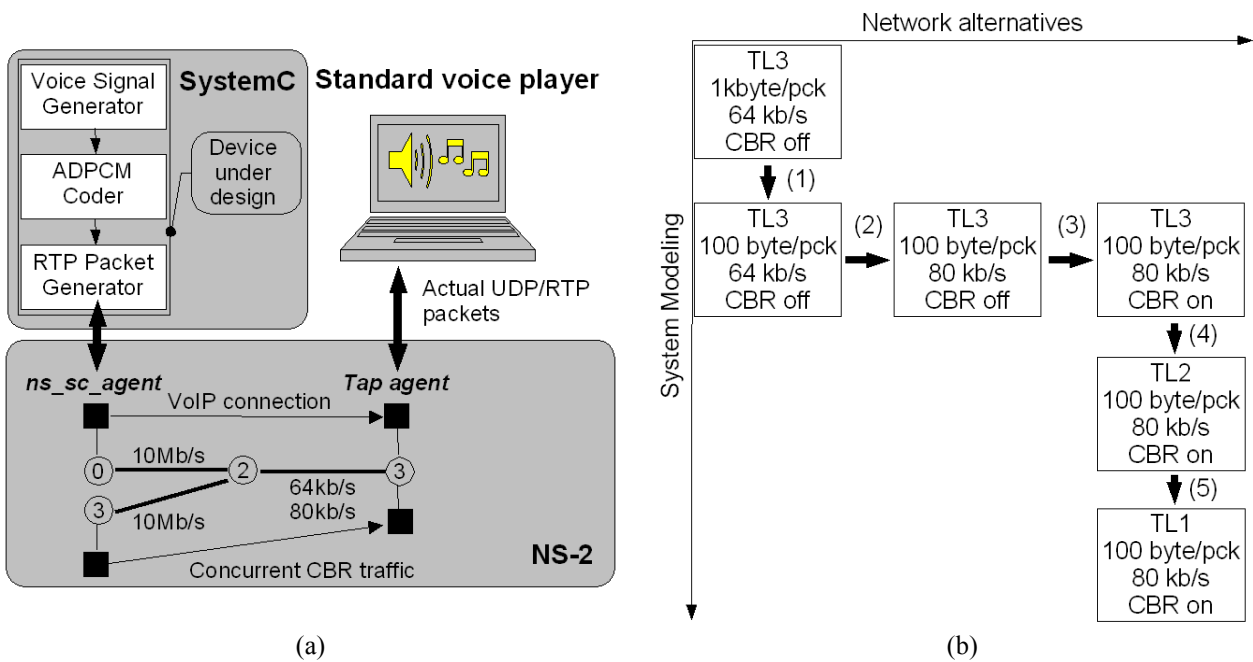 Voice Signal
Generator
SystemC
ADPCM
Coder
Device
under
design
RTP Packet
Generator
Standard voice player
Actual UDP/RTP
packets
ns_sc_agent
Tap agent
VoIP connection
0
10Mb/s
2
64kb/s
80kb/s
3
3
10Mb/s
Concurrent CBR traffic
NS-2
(a)
Network alternatives
System Modeling
TL3
1kbyte/pck
64 kb/s
CBR off
(1)
TL3
100 byte/pck
64 kb/s
CBR off
(2)
TL3
100 byte/pck
80 kb/s
CBR off
(3)
TL3
100 byte/pck
80 kb/s
CBR on
(4)
TL2
100 byte/pck
80 kb/s
CBR on
(5)
TL1
100 byte/pck
80 kb/s
CBR on
(b)